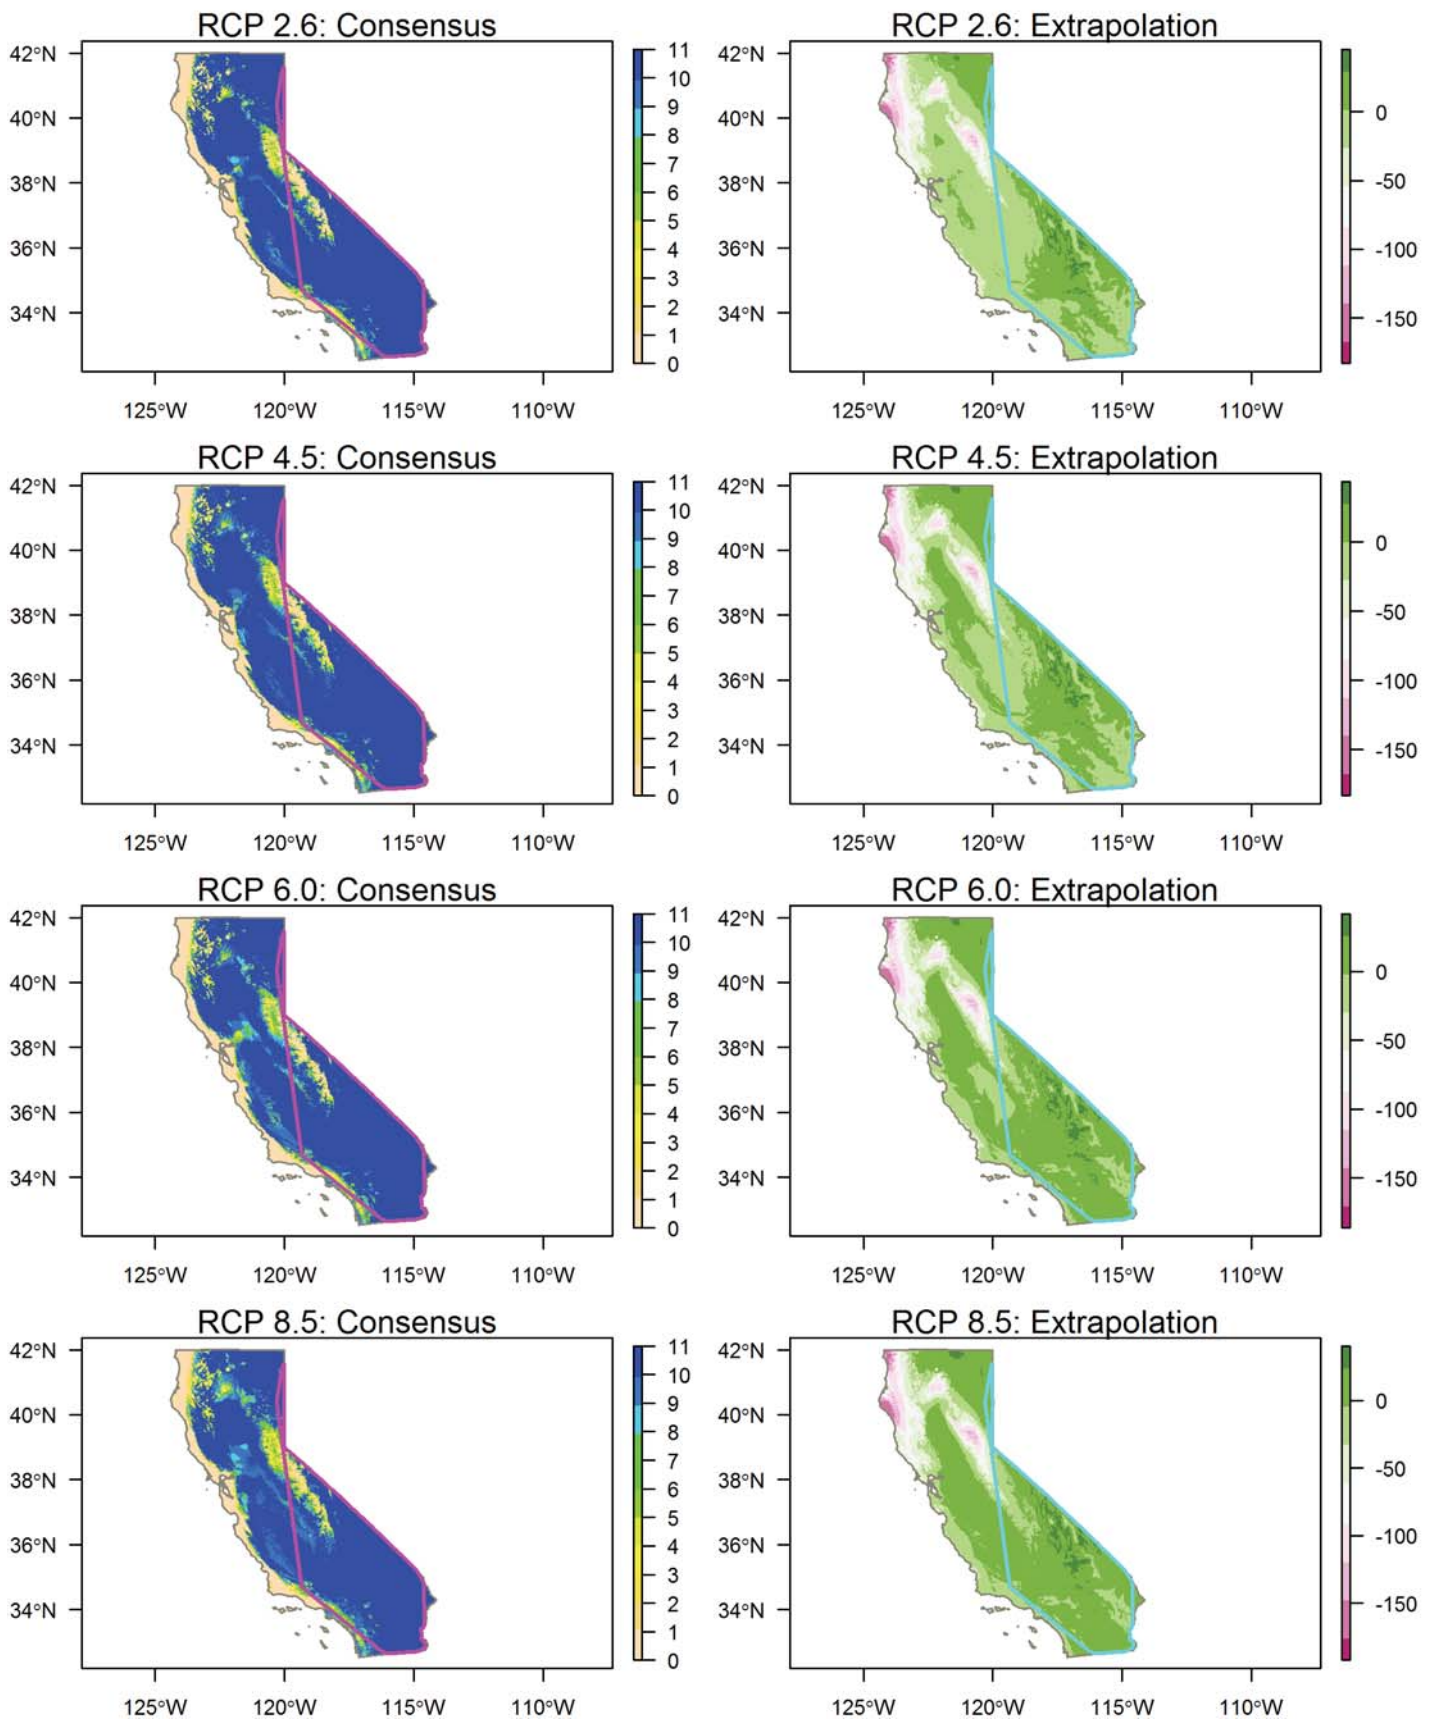 RCP 2.6: Consensus
42°N
40°N
38°N
36°N
34°N
125°W 120°W 115°W 110°W
11
10
9
8
7
6
5
4
3
2
1
0
RCP 2.6: Extrapolation
42°N
40°N
38°N
36°N
34°N
125°W 120°W 115°W 110°W
0
-50
-100
-150
RCP 4.5: Consensus
42°N
40°N
38°N
36°N
34°N
125°W 120°W 115°W 110°W
11
10
9
8
7
6
5
4
3
2
1
0
RCP 4.5: Extrapolation
42°N
40°N
38°N
36°N
34°N
125°W 120°W 115°W 110°W
0
-50
-100
-150
RCP 6.0: Consensus
42°N
40°N
38°N
36°N
34°N
125°W 120°W 115°W 110°W
11
10
9
8
7
6
5
4
3
2
1
0
RCP 6.0: Extrapolation
42°N
40°N
38°N
36°N
34°N
125°W 120°W 115°W 110°W
0
-50
-100
-150
RCP 8.5: Consensus
42°N
40°N
38°N
36°N
34°N
125°W 120°W 115°W 110°W
11
10
9
8
7
6
5
4
3
2
1
0
RCP 8.5: Extrapolation
42°N
40°N
38°N
36°N
34°N
125°W 120°W 115°W 110°W
0
-50
-100
-150